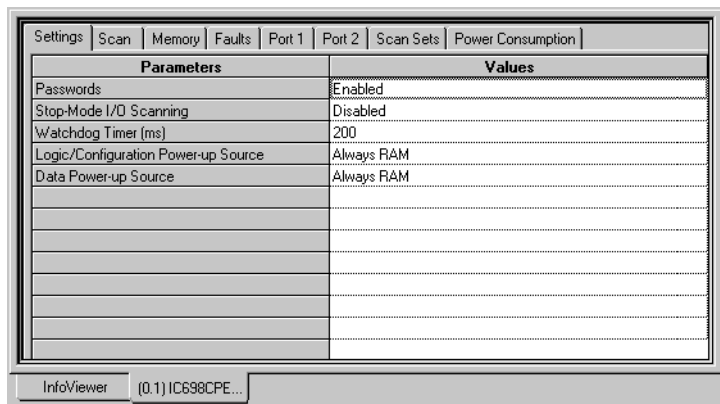 Settings Scan Memory Faults Port 1 Port 2 Scan Sets Power Consumption
Parameters Values
Passwords Enabled
Stop-Mode I/O Scanning Disabled
Watchdog Timer (ms) 200
Logic/Configuration Power-up Source Always RAM
Data Power-up Source Always RAM
InfoViewer (0.1) IC698CPE...